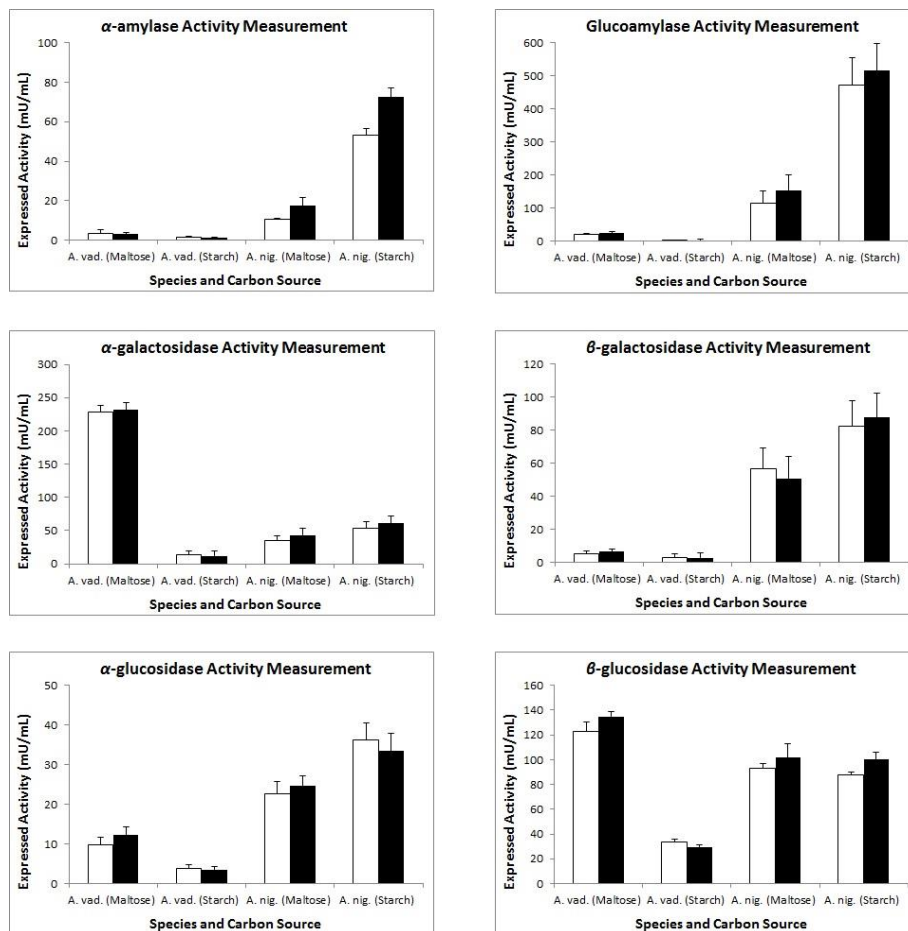 α-amylase Activity Measurement
Expressed Activity (mU/mL)
100
80
60
40
20
0
A. vad. (Maltose) A. vad. (Starch) A. nig. (Maltose) A. nig. (Starch)
Species and Carbon Source
Glucoamylase Activity Measurement
Expressed Activity (mU/mL)
600
500
400
300
200
100
0
A. vad. (Maltose) A. vad. (Starch) A. nig. (Maltose) A. nig. (Starch)
Species and Carbon Source
α-galactosidase Activity Measurement
Expressed Activity (mU/mL)
300
250
200
150
100
50
0
A. vad. (Maltose) A. vad. (Starch) A. nig. (Maltose) A. nig. (Starch)
Species and Carbon Source
β-galactosidase Activity Measurement
Expressed Activity (mU/mL)
120
100
80
60
40
20
0
A. vad. (Maltose) A. vad. (Starch) A. nig. (Maltose) A. nig. (Starch)
Species and Carbon Source
α-glucosidase Activity Measurement
Expressed Activity (mU/mL)
50
40
30
20
10
0
A. vad. (Maltose) A. vad. (Starch) A. nig. (Maltose) A. nig. (Starch)
Species and Carbon Source
β-glucosidase Activity Measurement
Expressed Activity (mU/mL)
160
140
120
100
80
60
40
20
0
A. vad. (Maltose) A. vad. (Starch) A. nig. (Maltose) A. nig. (Starch)
Species and Carbon Source